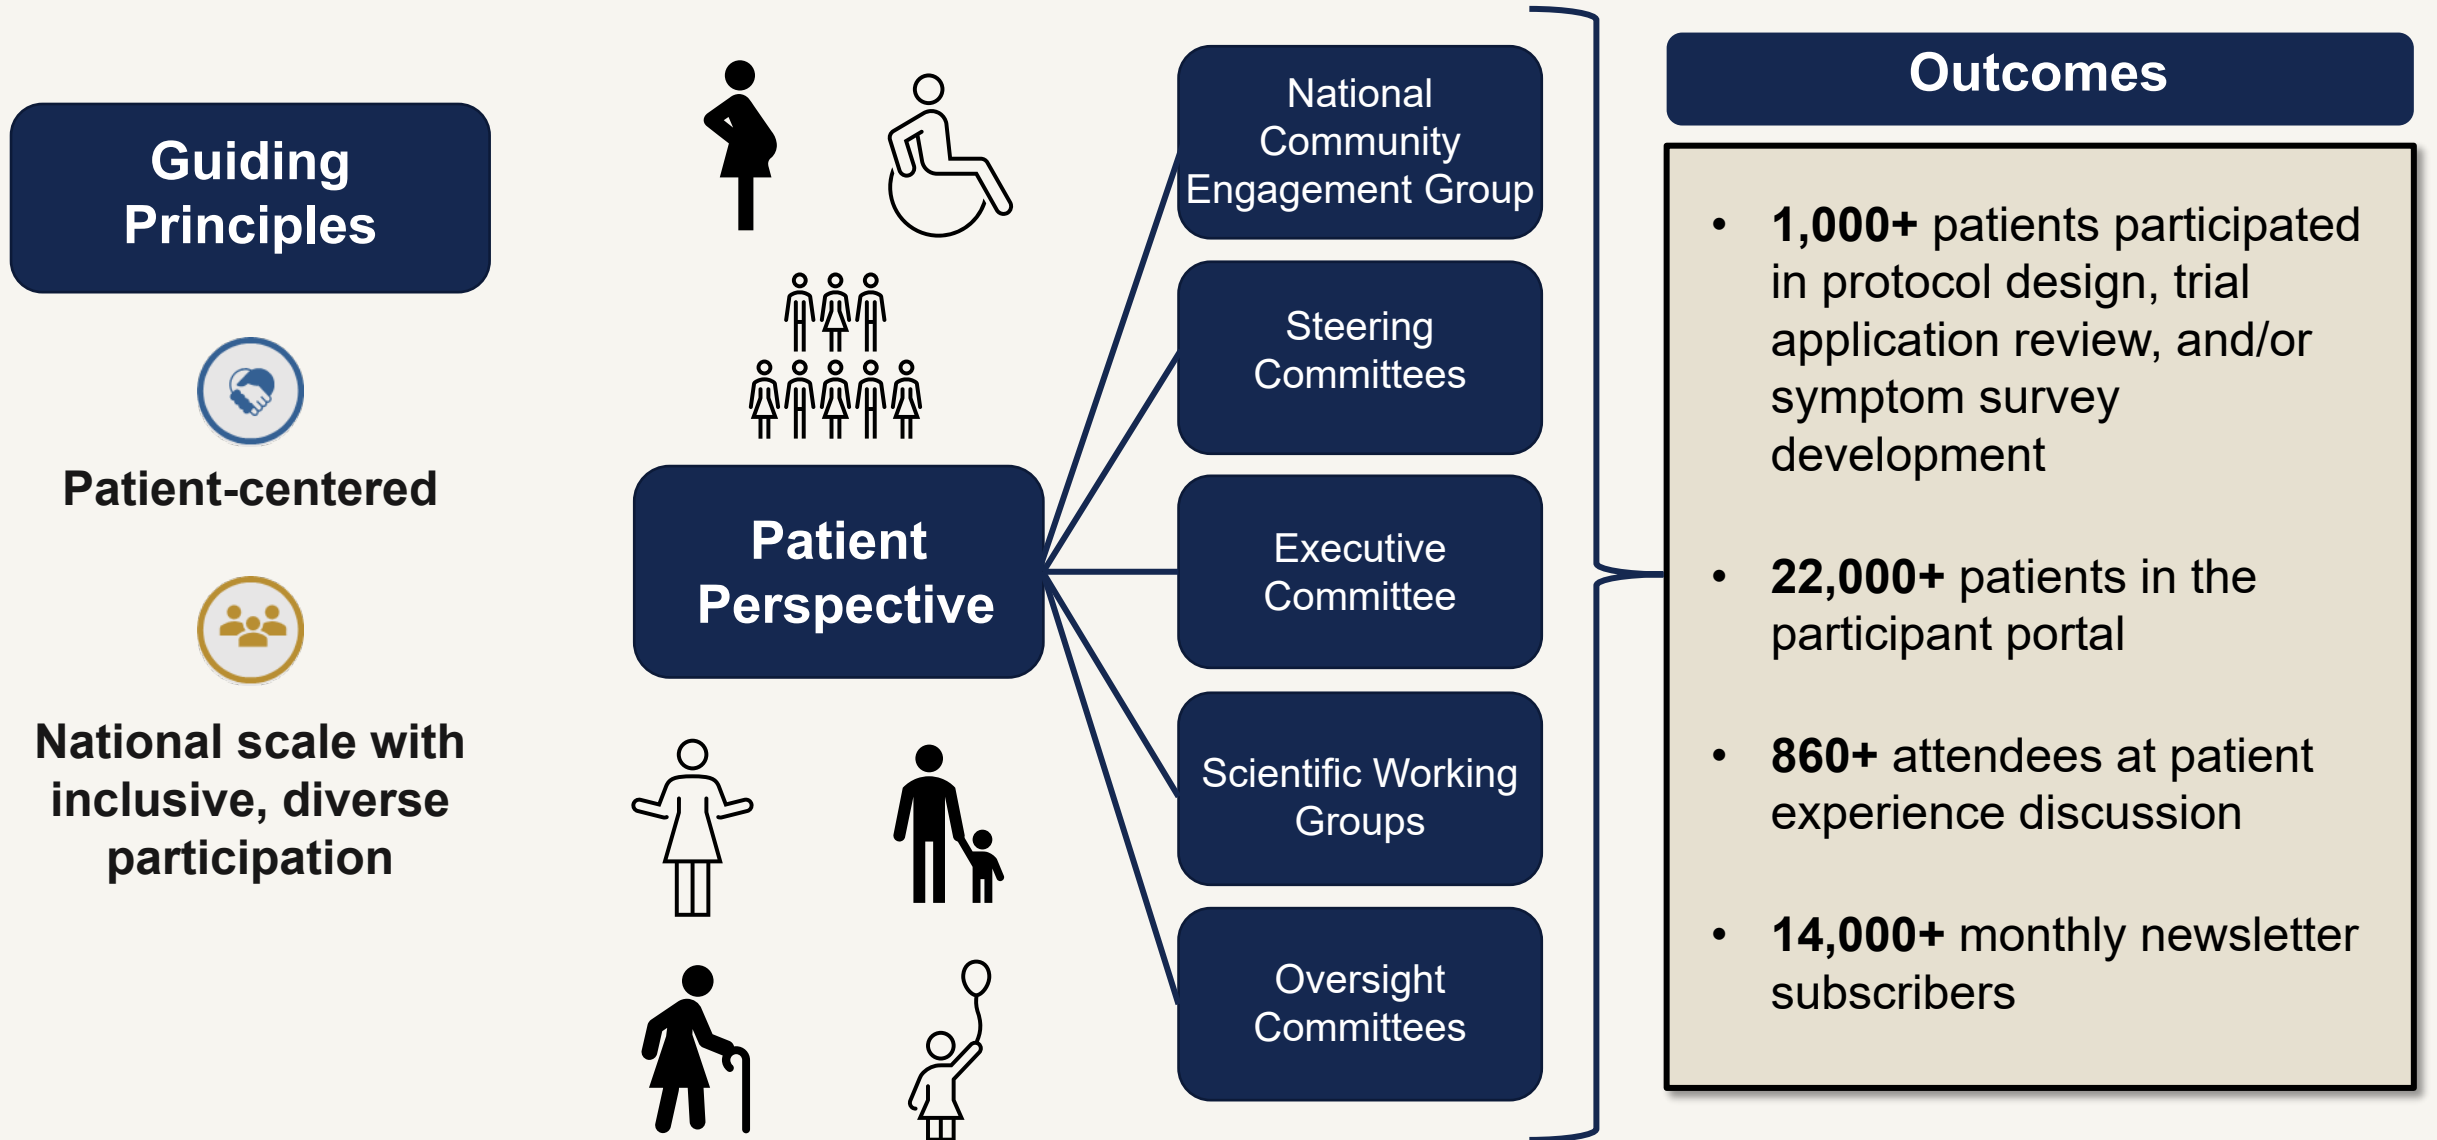 Guiding
Principles
Patient-centered
National scale with
inclusive, diverse
participation
Patient
Perspective
National
Community
Engagement Group
Steering
Committees
Executive
Committee
Scientific Working
Groups
Oversight
Committees
Outcomes
• 1,000+ patients participated
in protocol design, trial
application review, and/or
symptom survey
development
• 22,000+ patients in the
participant portal
• 860+ attendees at patient
experience discussion
• 14,000+ monthly newsletter
subscribers